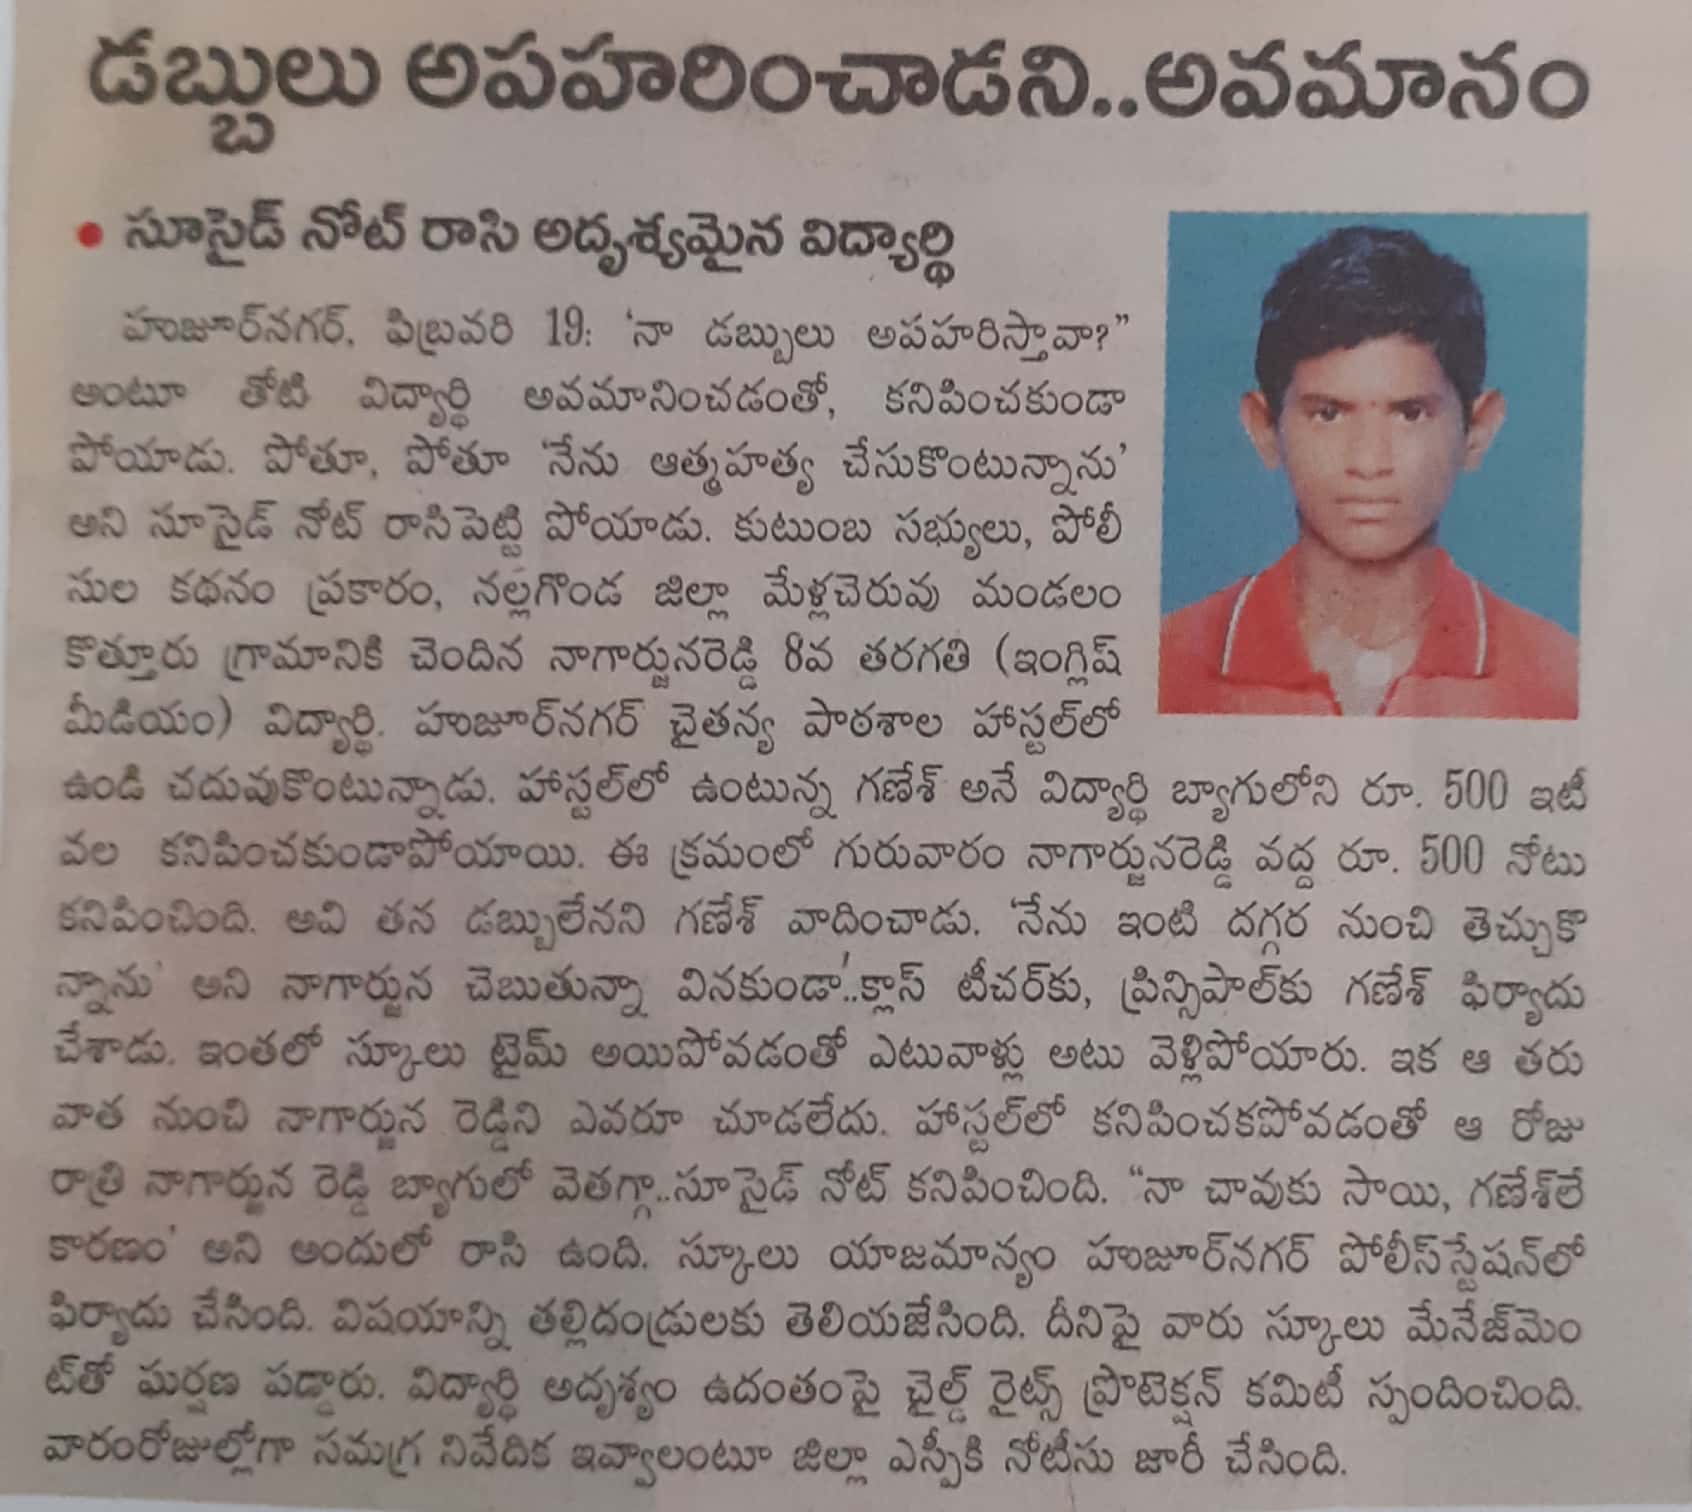 డబ్బులు అపహరించాడని..అవమానం
• సూసైడ్ నోట్ రాసి అదృశ్యమైన విద్యార్థి
హుజూర్‌నగర్, ఫిబ్రవరి 19: 'నా డబ్బులు అపహరిస్తావా?"
అంటూ తోటి విద్యార్థి అవమానించడంతో, కనిపించకుండా
పోయాడు. పోతూ, పోతూ 'నేను ఆత్మహత్య చేసుకొంటున్నాను'
అని సూసైడ్ నోట్ రాసిపెట్టి పోయాడు. కుటుంబ సభ్యులు, పోలీ
సుల కథనం ప్రకారం, నల్లగొండ జిల్లా మేళ్లచెరువు మండలం
కొత్తూరు గ్రామానికి చెందిన నాగార్జునరెడ్డి 8వ తరగతి (ఇంగ్లిష్
మీడియం) విద్యార్థి. హుజూర్‌నగర్ చైతన్య పాఠశాల హాస్టల్‌లో
ఉండి చదువుకొంటున్నాడు. హాస్టల్‌లో ఉంటున్న గణేశ్ అనే విద్యార్థి బ్యాగులోని రూ. 500 ఇటీ
వల కనిపించకుండాపోయాయి. ఈ క్రమంలో గురువారం నాగార్జునరెడ్డి వద్ద రూ. 500 నోటు
కనిపించింది. అవి తన డబ్బులేనని గణేశ్ వాదించాడు. 'నేను ఇంటి దగ్గర నుంచి తెచ్చుకొ
న్నాను' అని నాగార్జున చెబుతున్నా వినకుండా'..క్లాస్ టీచర్‌కు, ప్రిన్సిపాల్‌కు గణేశ్ ఫిర్యాదు
చేశాడు. ఇంతలో స్కూలు టైమ్ అయిపోవడంతో ఎటువాళ్లు అటు వెళ్లిపోయారు. ఇక ఆ తరు
వాత నుంచి నాగార్జున రెడ్డిని ఎవరూ చూడలేదు. హాస్టల్‌లో కనిపించకపోవడంతో ఆ రోజు
రాత్రి నాగార్జున రెడ్డి బ్యాగులో వెతగ్గా..సూసైడ్ నోట్ కనిపించింది. "నా చావుకు సాయి, గణేశ్‌లే
కారణం' అని అందులో రాసి ఉంది. స్కూలు యాజమాన్యం హుజూర్‌నగర్ పోలీస్‌స్టేషన్‌లో
ఫిర్యాదు చేసింది. విషయాన్ని తల్లిదండ్రులకు తెలియజేసింది. దీనిపై వారు స్కూలు మేనేజ్‌మెం
ట్‌తో ఘర్షణ పడ్డారు. విద్యార్థి అదృశ్యం ఉదంతంపై చైల్డ్ రైట్స్ ప్రొటెక్షన్ కమిటీ స్పందించింది.
వారంరోజుల్లోగా సమగ్ర నివేదిక ఇవ్వాలంటూ జిల్లా ఎస్పీకి నోటీసు జారీ చేసింది.